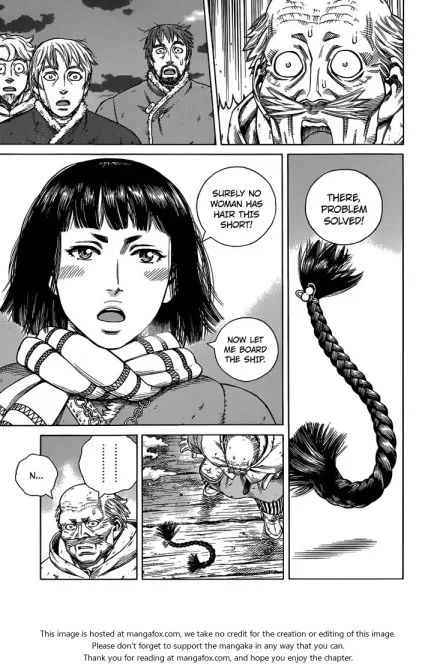 THERE,
PROBLEM
SOLVED!
SURELY NO
WOMAN HAS
HAIR THIS
SHORT!
NOW LET
ME BOARD
THE SHIP.
......
......
N...
This image is hosted at mangafox.com, we take no credit for the creation or editing of this image.
Please don't forget to support the mangaka in any way that you can.
Thank you for reading at mangafox.com, and hope you enjoy the chapter.